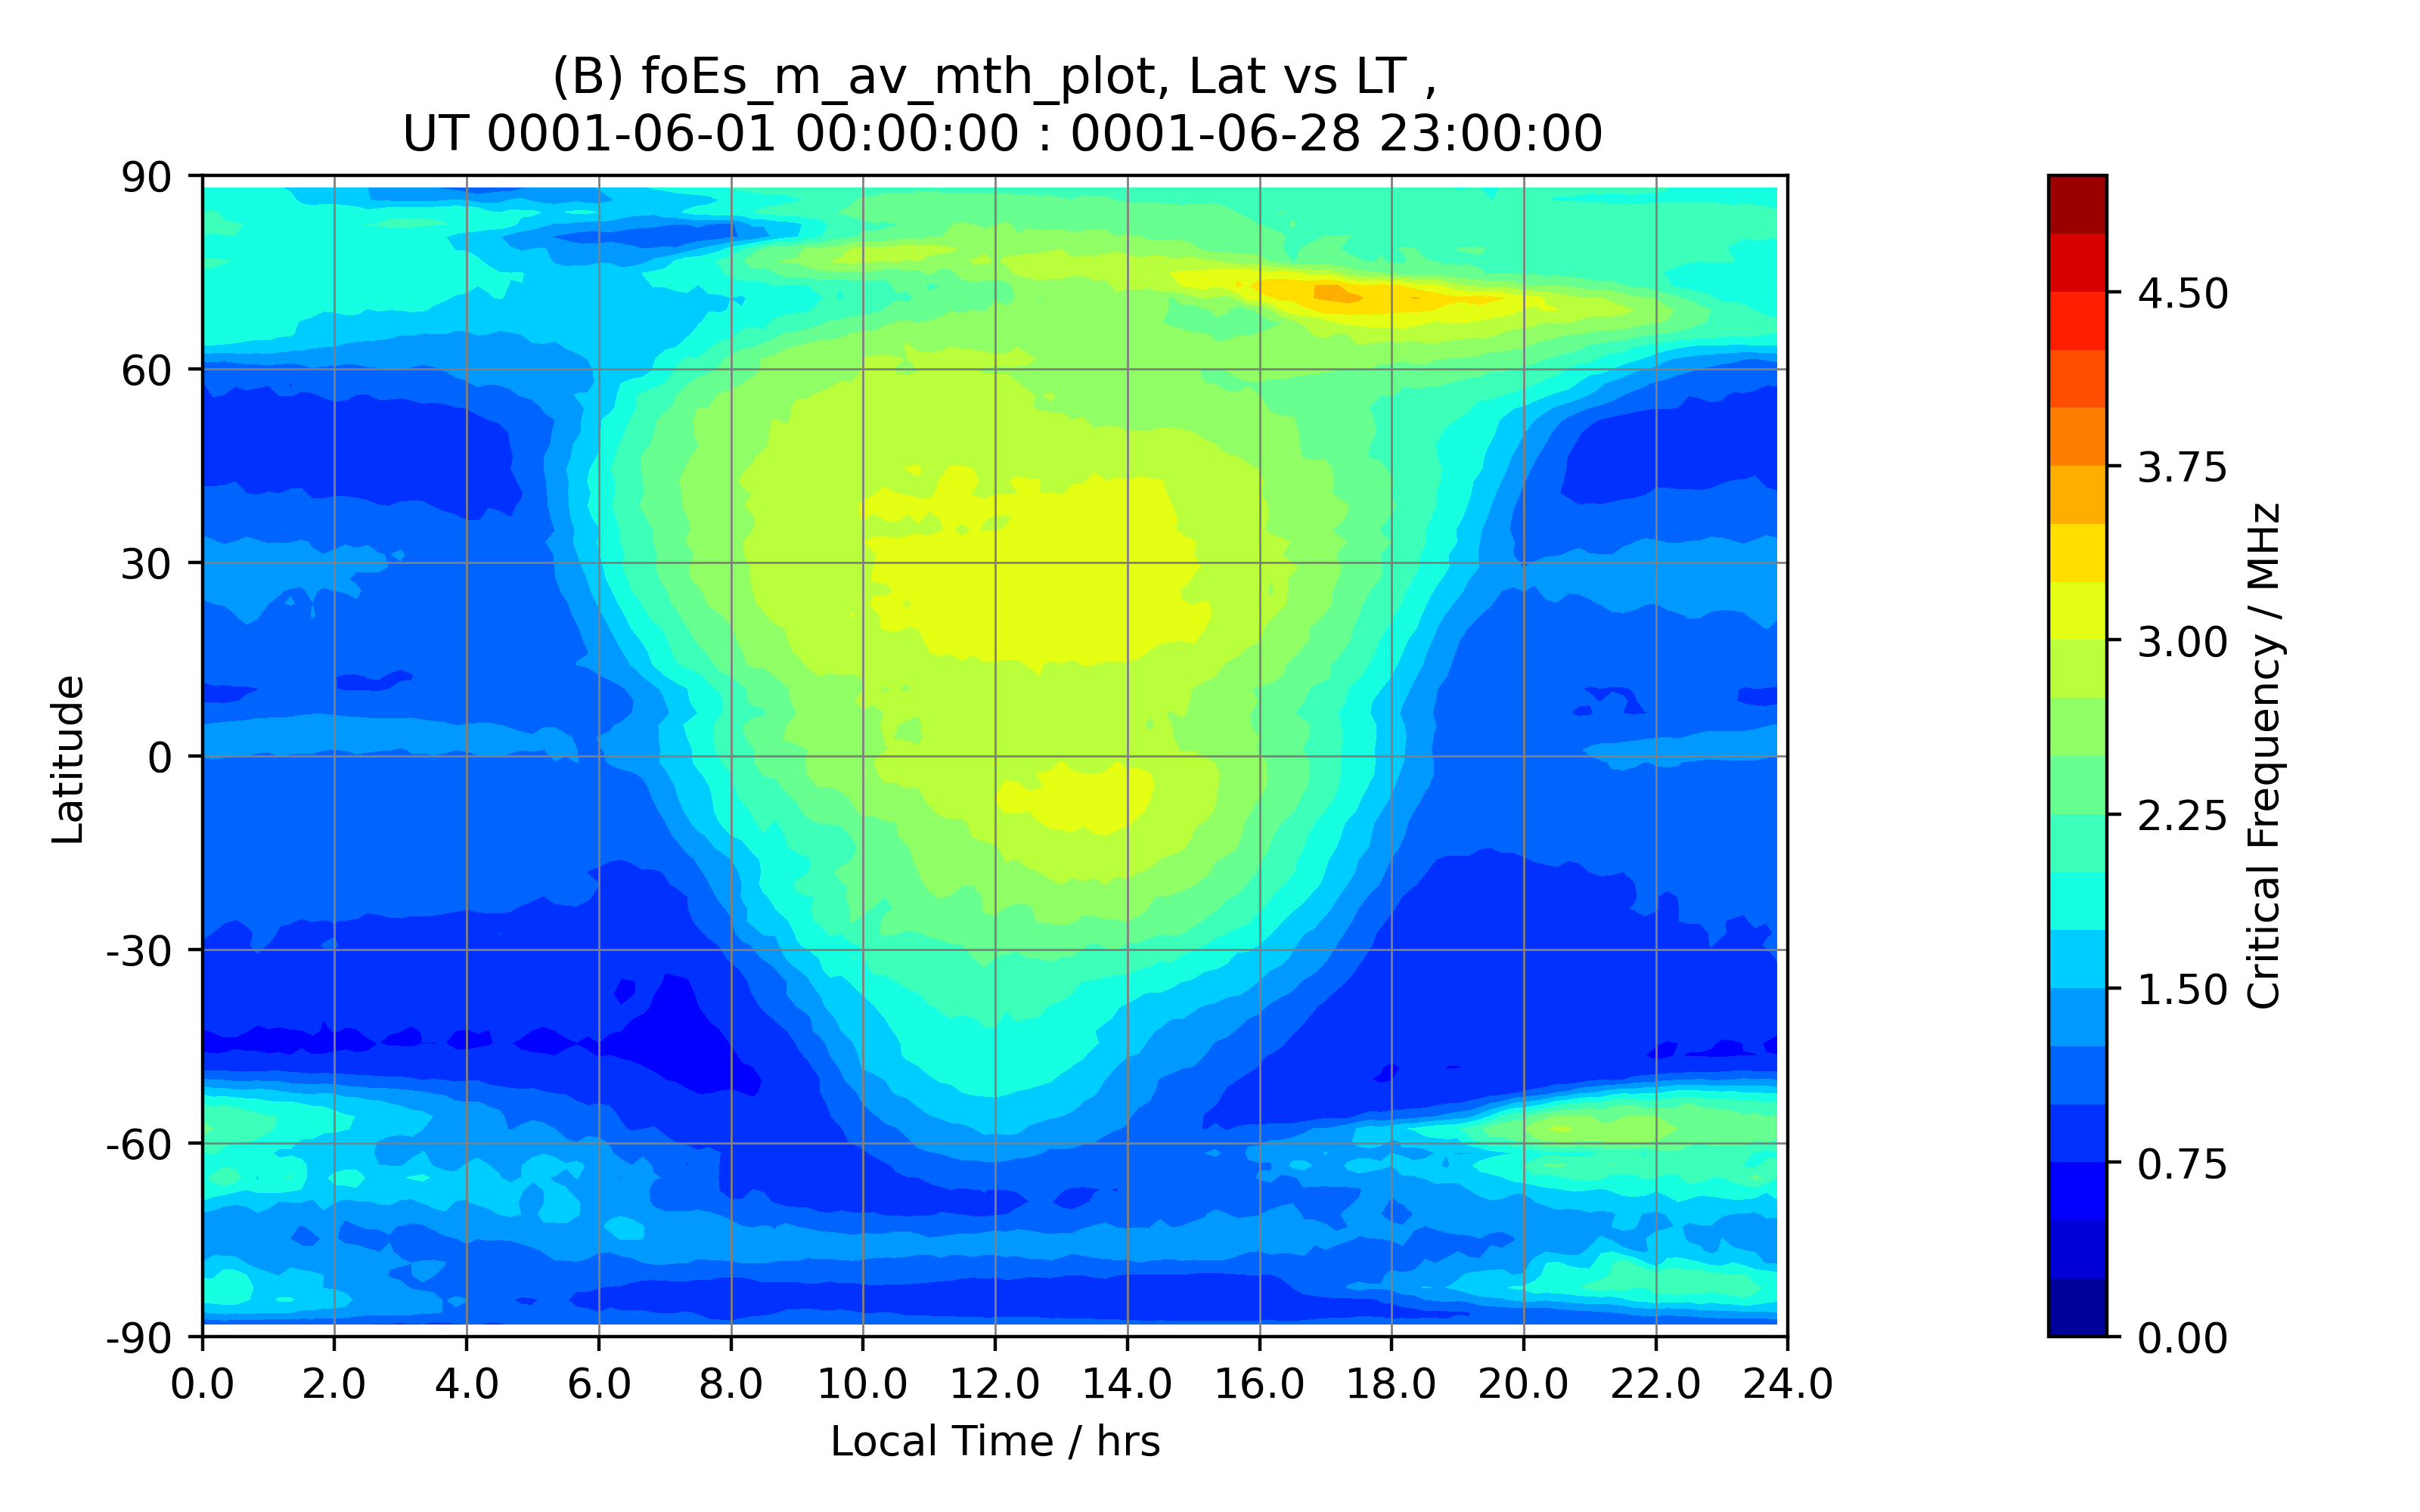 (B) foEs_m_av_mth_plot, Lat vs LT ,
UT 0001-06-01 00:00:00 : 0001-06-28 23:00:00
90
60
30
0
-30
-60
-90
Latitude
0.0 2.0 4.0 6.0 8.0 10.0 12.0 14.0 16.0 18.0 20.0 22.0 24.0
Local Time / hrs
4.50
3.75
3.00
2.25
1.50
0.75
0.00
Critical Frequency / MHz